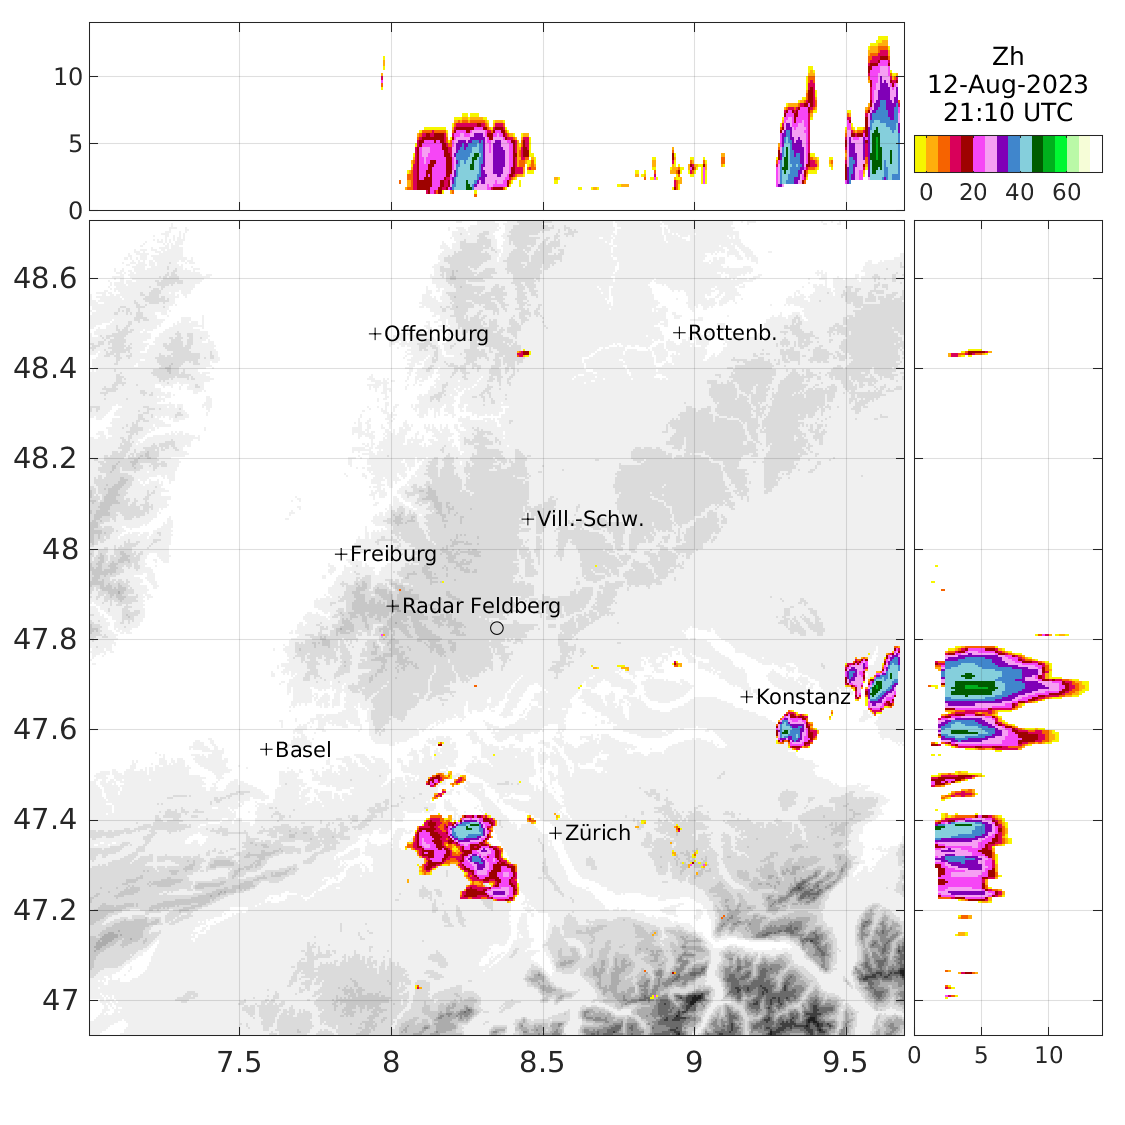 10
5
0
Zh
12-Aug-2023
21:10 UTC
0 20 40 60
48.6
48.4
48.2
48
47.8
47.6
47.4
47.2
47
Offenburg
Rottenb.
Vill.-Schw.
Freiburg
Radar Feldberg
Konstanz
Basel
Zürich
7.5 8 8.5 9 9.5
0 5 10